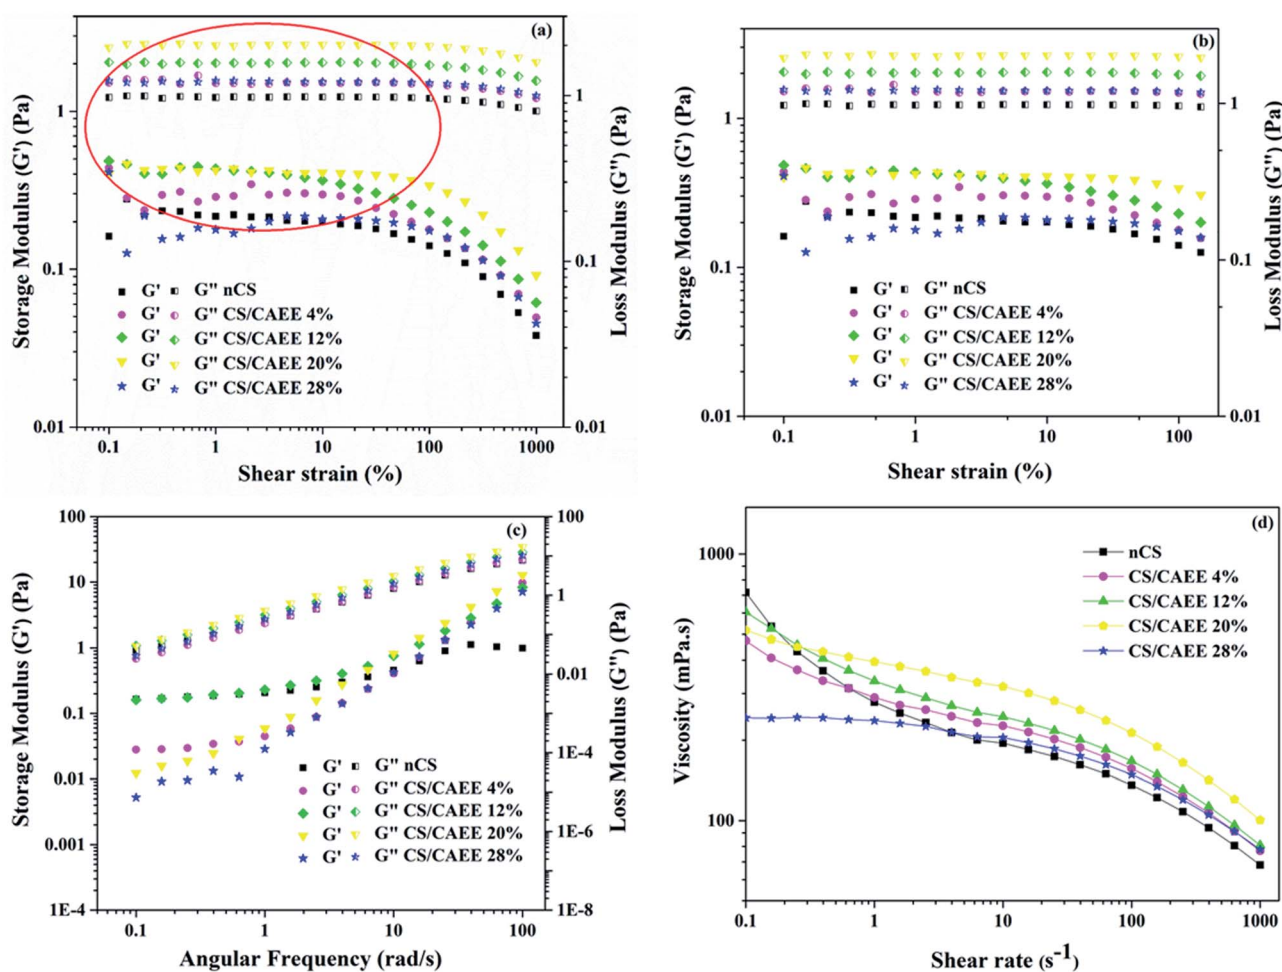 (a)
Storage Modulus (G') (Pa)
1
0.1
0.01
Loss Modulus (G'') (Pa)
1
0.1
0.01
G' G'' nCS
G' G'' CS/CAEE 4%
G' G'' CS/CAEE 12%
G' G'' CS/CAEE 20%
G' G'' CS/CAEE 28%
0.1 1 10 100 1000
Shear strain (%)
(b)
Storage Modulus (G') (Pa)
1
0.1
0.01
Loss Modulus (G'') (Pa)
1
0.1
0.01
G' G'' nCS
G' G'' CS/CAEE 4%
G' G'' CS/CAEE 12%
G' G'' CS/CAEE 20%
G' G'' CS/CAEE 28%
0.1 1 10 100
Shear strain (%)
(c)
Storage Modulus (G') (Pa)
100
10
1
0.1
0.01
0.001
1E-4
Loss Modulus (G'') (Pa)
100
10
1
0.1
0.01
1E-4
1E-6
1E-8
G' G'' nCS
G' G'' CS/CAEE 4%
G' G'' CS/CAEE 12%
G' G'' CS/CAEE 20%
G' G'' CS/CAEE 28%
0.1 1 10 100
Angular Frequency (rad/s)
(d)
Viscosity (mPa.s)
1000
100
nCS
CS/CAEE 4%
CS/CAEE 12%
CS/CAEE 20%
CS/CAEE 28%
0.1 1 10 100 1000
Shear rate (s-1)